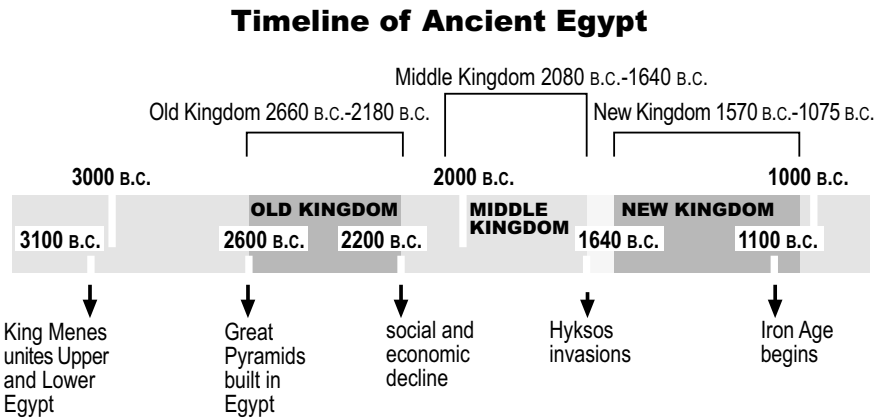 Timeline of Ancient Egypt
Middle Kingdom 2080 B.C.-1640 B.C.
Old Kingdom 2660 B.C.-2180 B.C.
New Kingdom 1570 B.C.-1075 B.C.
3000 B.C.
2000 B.C.
1000 B.C.
OLD KINGDOM
MIDDLE
KINGDOM
NEW KINGDOM
3100 B.C.
2600 B.C.
2200 B.C.
1640 B.C.
1100 B.C.
King Menes
unites Upper
and Lower
Egypt
Great
Pyramids
built in
Egypt
social and
economic
decline
Hyksos
invasions
Iron Age
begins